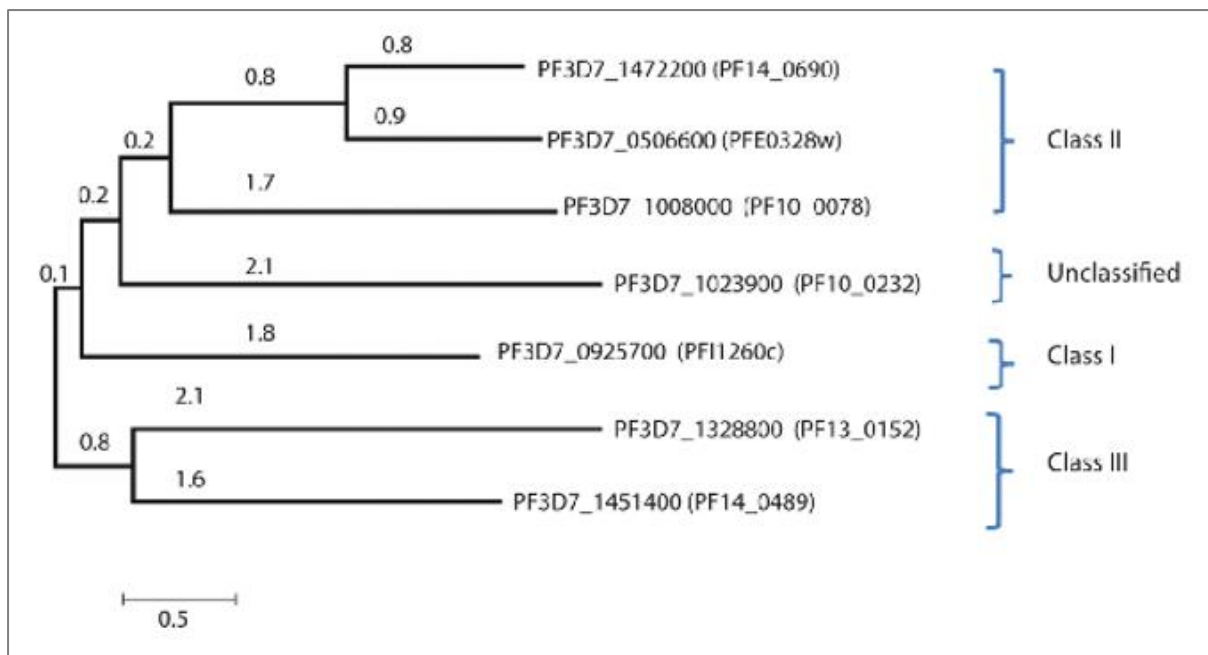 0.8
PF3D7_1472200 (PF14_0690)
0.8
0.9
PF3D7_0506600 (PFE0328w)
Class II
0.2
1.7
PF3D7_1008000 (PF10_0078)
0.2
2.1
PF3D7_1023900 (PF10_0232)
Unclassified
0.1
1.8
PF3D7_0925700 (PFI1260c)
Class I
2.1
PF3D7_1328800 (PF13_0152)
0.8
Class III
1.6
PF3D7_1451400 (PF14_0489)
0.5